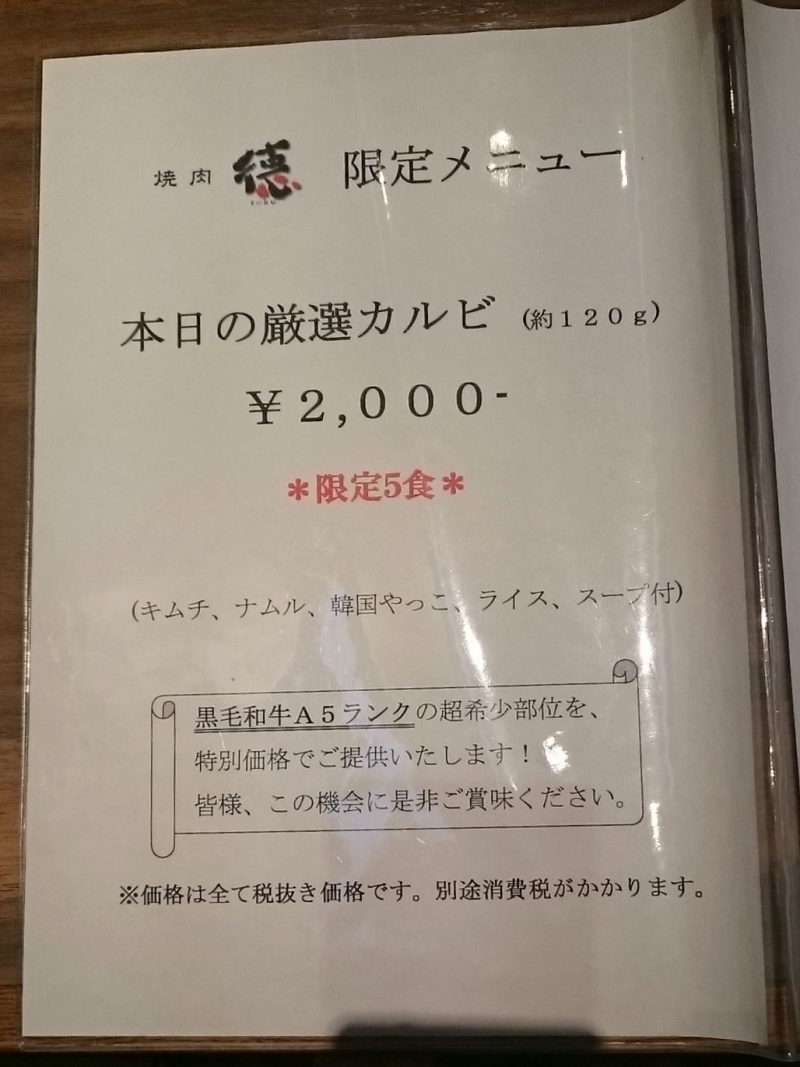 焼肉 徳 限定メニュー
本日の厳選カルビ (約１２０ｇ)
￥２,０００-
＊限定5食＊
(キムチ、ナムル、韓国やっこ、ライス、スープ付)
黒毛和牛Ａ５ランクの超希少部位を、
特別価格でご提供いたします！
皆様、この機会に是非ご賞味ください。
※価格は全て税抜き価格です。別途消費税がかかります。